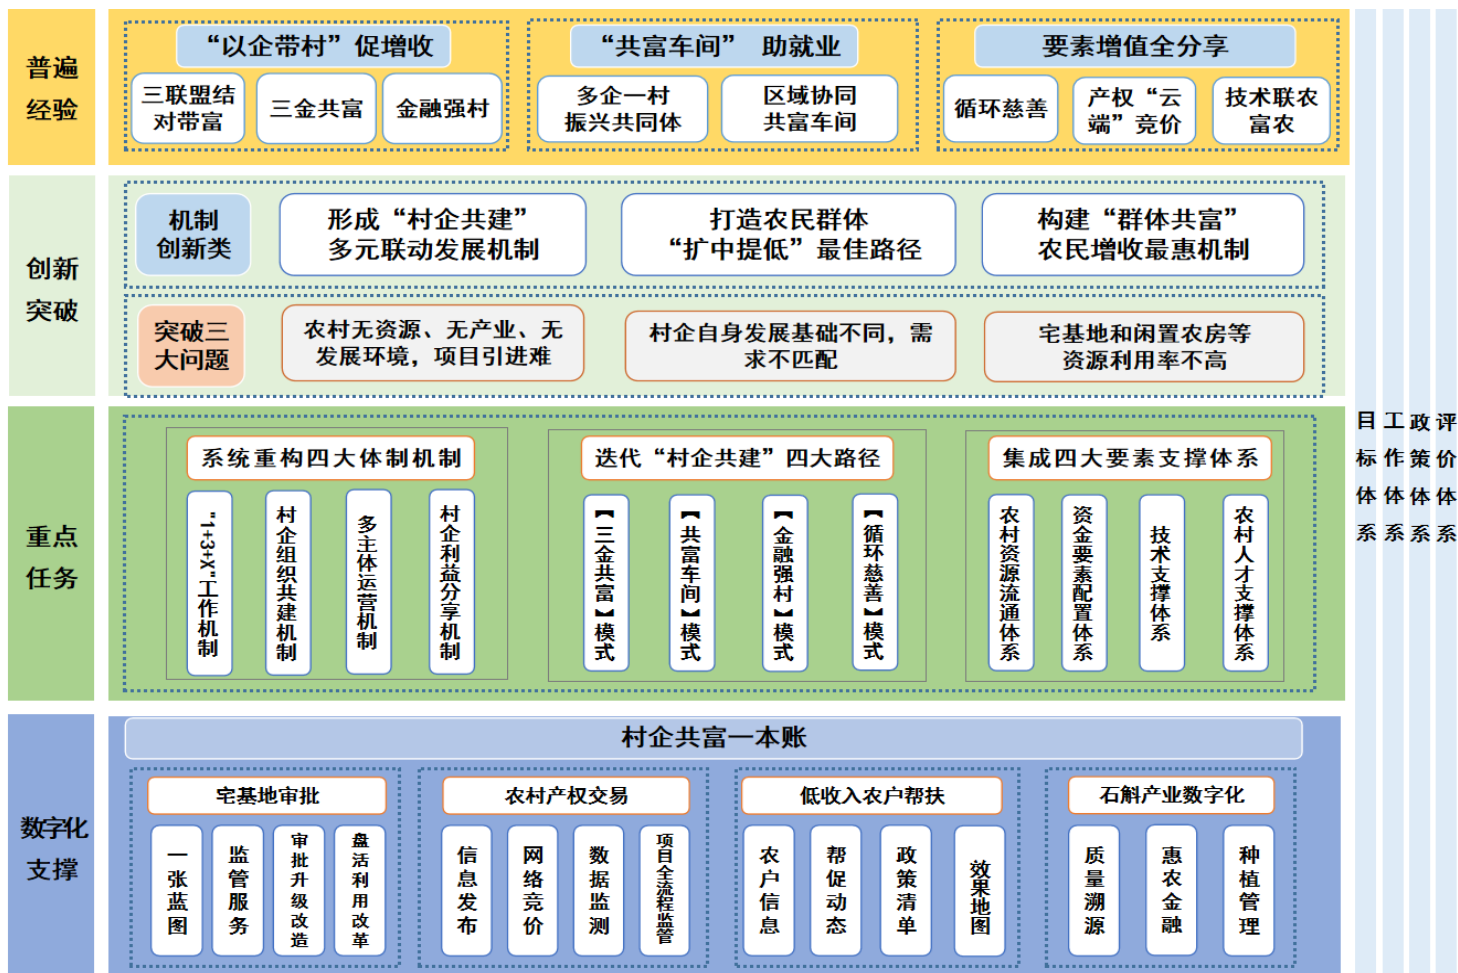 普遍
经验
“以企带村”促增收
三联盟结
对带富
三金共富
金融强村
“共富车间” 助就业
多企一村
振兴共同体
区域协同
共富车间
要素增值全分享
循环慈善
产权“云
端”竞价
技术联农
富农
创新
突破
机制
创新类
形成“村企共建”
多元联动发展机制
打造农民群体
“扩中提低”最佳路径
构建“群体共富”
农民增收最惠机制
突破三
大问题
农村无资源、无产业、无
发展环境，项目引进难
村企自身发展基础不同，需
求不匹配
宅基地和闲置农房等
资源利用率不高
重点
任务
系统重构四大体制机制
"1+3+X"工作机制
村企组织共建机制
多主体运营机制
村企利益分享机制
迭代“村企共建”四大路径
【三金共富】模式
【共富车间】模式
【金融强村】模式
【循环慈善】模式
集成四大要素支撑体系
农村资源流通体系
资金要素配置体系
技术支撑体系
农村人才支撑体系
数字化
支撑
村企共富一本账
宅基地审批
一张蓝图
监管服务
审批升级改造
盘活利用改革
农村产权交易
信息发布
网络竞价
数据监测
项目全流程监管
低收入农户帮扶
农户信息
帮促动态
政策清单
效果地图
石斛产业数字化
质量溯源
惠农金融
种植管理
目标体系
工作体系
政策体系
评价体系